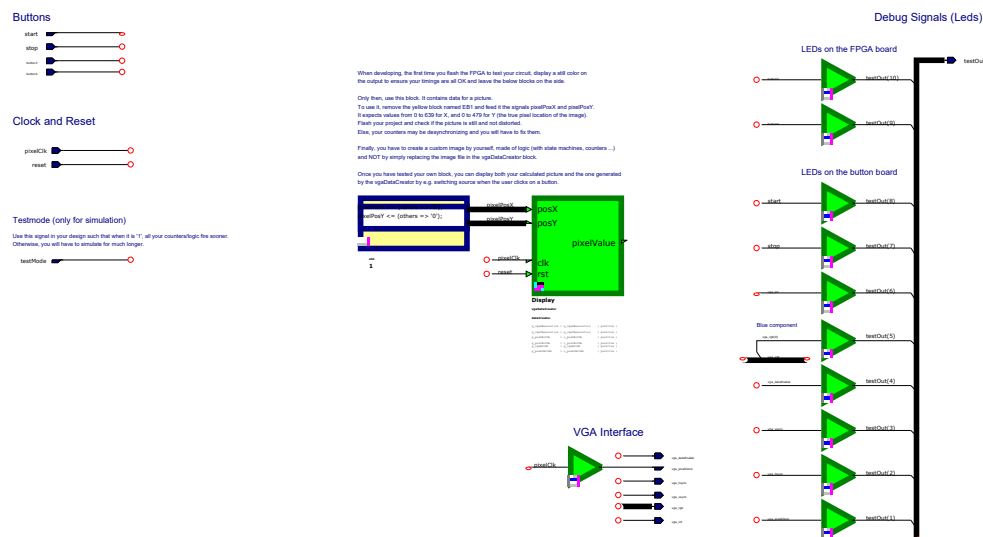 Buttons
start
stop
Clock and Reset
pixelClk
reset
Testmode (only for simulation)
Use this signal in your design such that when it is '1', all your counters/logic fire sooner.
Otherwise, you will have to simulate for much longer.
testMode
When developing, the first time you flash the FPGA to test your circuit, display a still color on
the output to ensure your timings are all OK and leave the below blocks on the side.
Only then, use this block. It contains data for a picture.
To use it, remove the yellow block named EB1 and feed it the signals pixelPosX and pixelPosY.
It expects values from 0 to 639 for X, and 0 to 479 for Y (the true pixel location of the image).
Flash your project and check if the picture is still and not distorted.
Else, your counters may be desynchronizing and you will have to fix them.
Finally, you have to create a custom image by yourself, made of logic (with state machines, counters ...)
and NOT by simply replacing the image file in the vgaDataCreator block.
Once you have tested your own block, you can display both your calculated picture and the one generated
by the vgaDataCreator by e.g. switching source when the user clicks on a button.
pixelPosY <= (others => '0');
1
pixelPosX
pixelPosY
pixelClk
reset
posX
posY
pixelValue
clk
rst
Display
vgaDataCreator
VGA Interface
pixelClk
Debug Signals (Leds)
LEDs on the FPGA board
testOut(10)
testOut(9)
testOu
LEDs on the button board
start
testOut(8)
stop
testOut(7)
testOut(6)
Blue component
testOut(5)
testOut(4)
testOut(3)
testOut(2)
testOut(1)